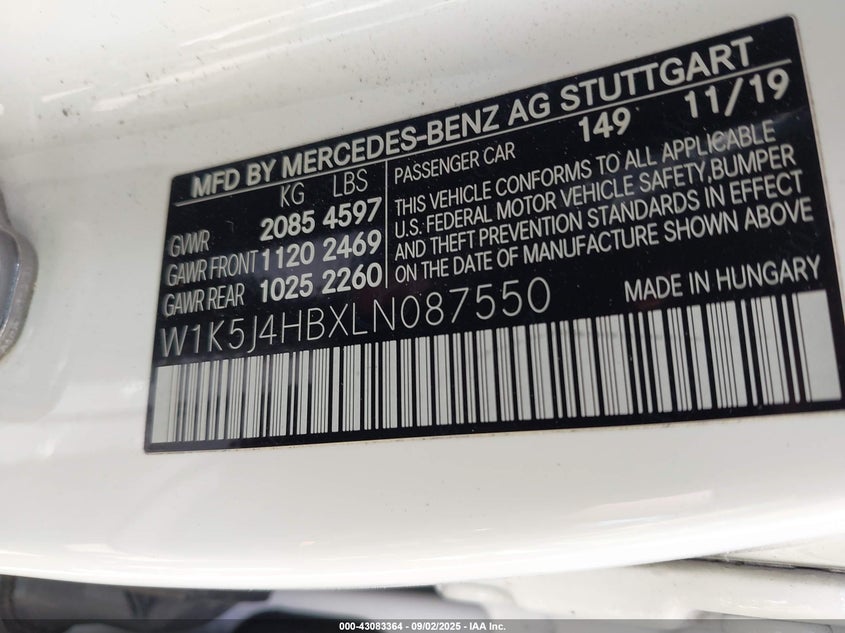 MFD BY MERCEDES-BENZ AG STUTTGART
KG LBS
GVWR 2085 4597
GAWR FRONT 1120 2469
GAWR REAR 1025 2260
149 11/19
PASSENGER CAR
THIS VEHICLE CONFORMS TO ALL APPLICABLE
U.S. FEDERAL MOTOR VEHICLE SAFETY,BUMPER
AND THEFT PREVENTION STANDARDS IN EFFECT
ON THE DATE OF MANUFACTURE SHOWN ABOVE
W1K5J4HBXLN087550
MADE IN HUNGARY
000-43083364 - 09/02/2025 - IAA Inc.